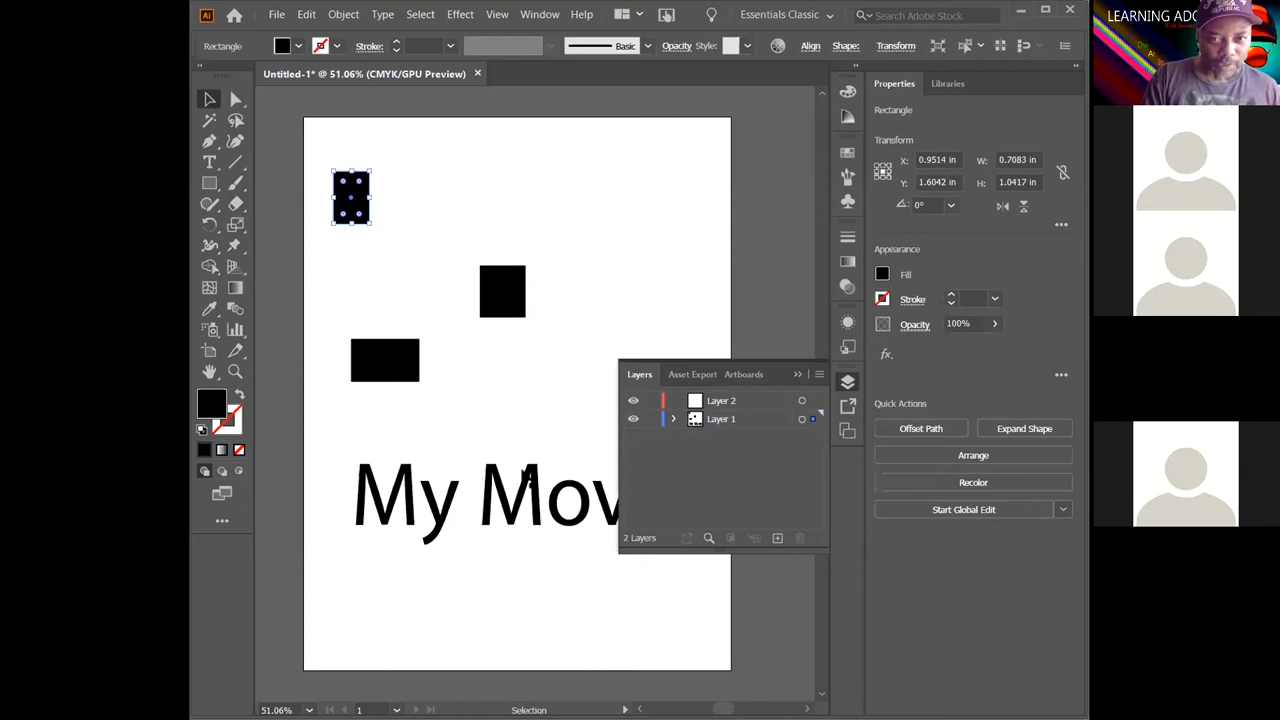 Ai File Edit Object Type Select Effect View Window Help Essentials Classic Search Adobe Stock
LEARNING ADO
Rectangle Stroke: Basic Opacity Style: Align Shape: Transform
Untitled-1* @ 51.06% (CMYK/GPU Preview)
Properties Libraries
Rectangle
Transform
X: 0.9514 in W: 0.7083 in
Y: 1.6042 in H: 1.0417 in
0°
Appearance
Fill
Stroke
Opacity 100%
fx.
Quick Actions
Offset Path Expand Shape
Arrange
Recolor
Start Global Edit
Layers Asset Export Artboards
Layer 2
Layer 1
2 Layers
My Mov
51.06% 1 Selection